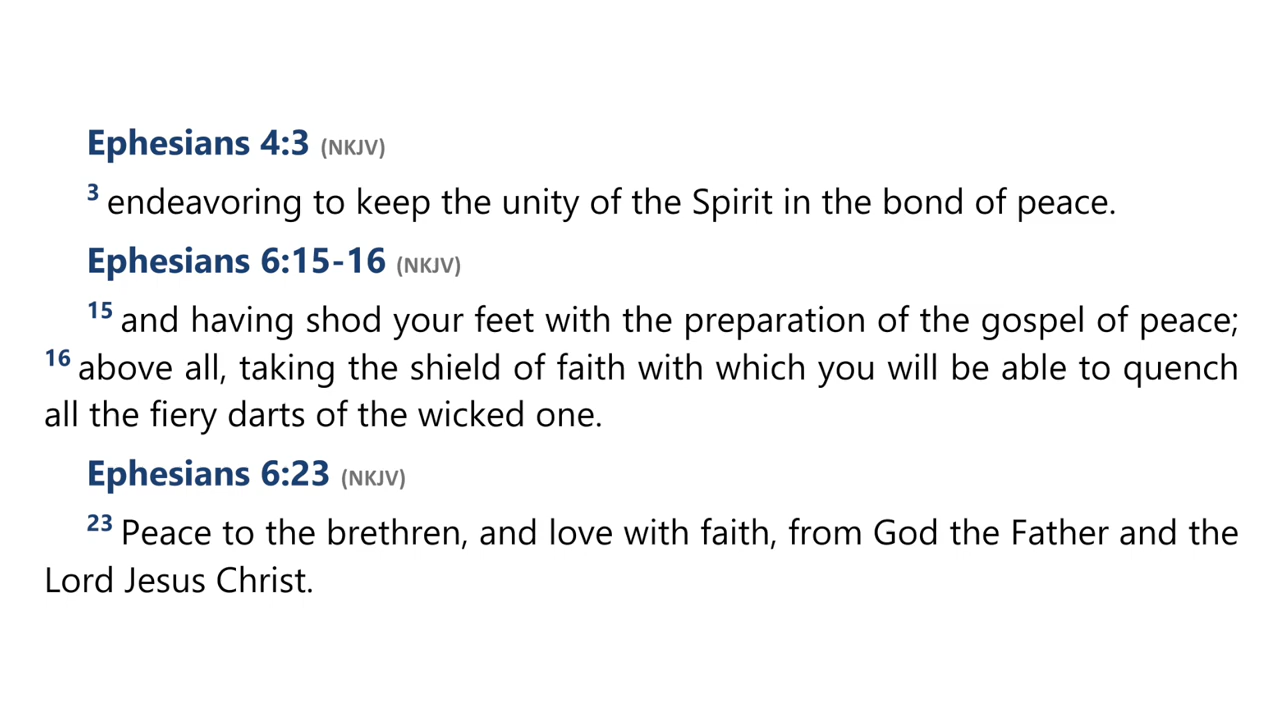 Ephesians 4:3 (NKJV)
3 endeavoring to keep the unity of the Spirit in the bond of peace.
Ephesians 6:15-16 (NKJV)
15 and having shod your feet with the preparation of the gospel of peace;
16 above all, taking the shield of faith with which you will be able to quench
all the fiery darts of the wicked one.
Ephesians 6:23 (NKJV)
23 Peace to the brethren, and love with faith, from God the Father and the
Lord Jesus Christ.